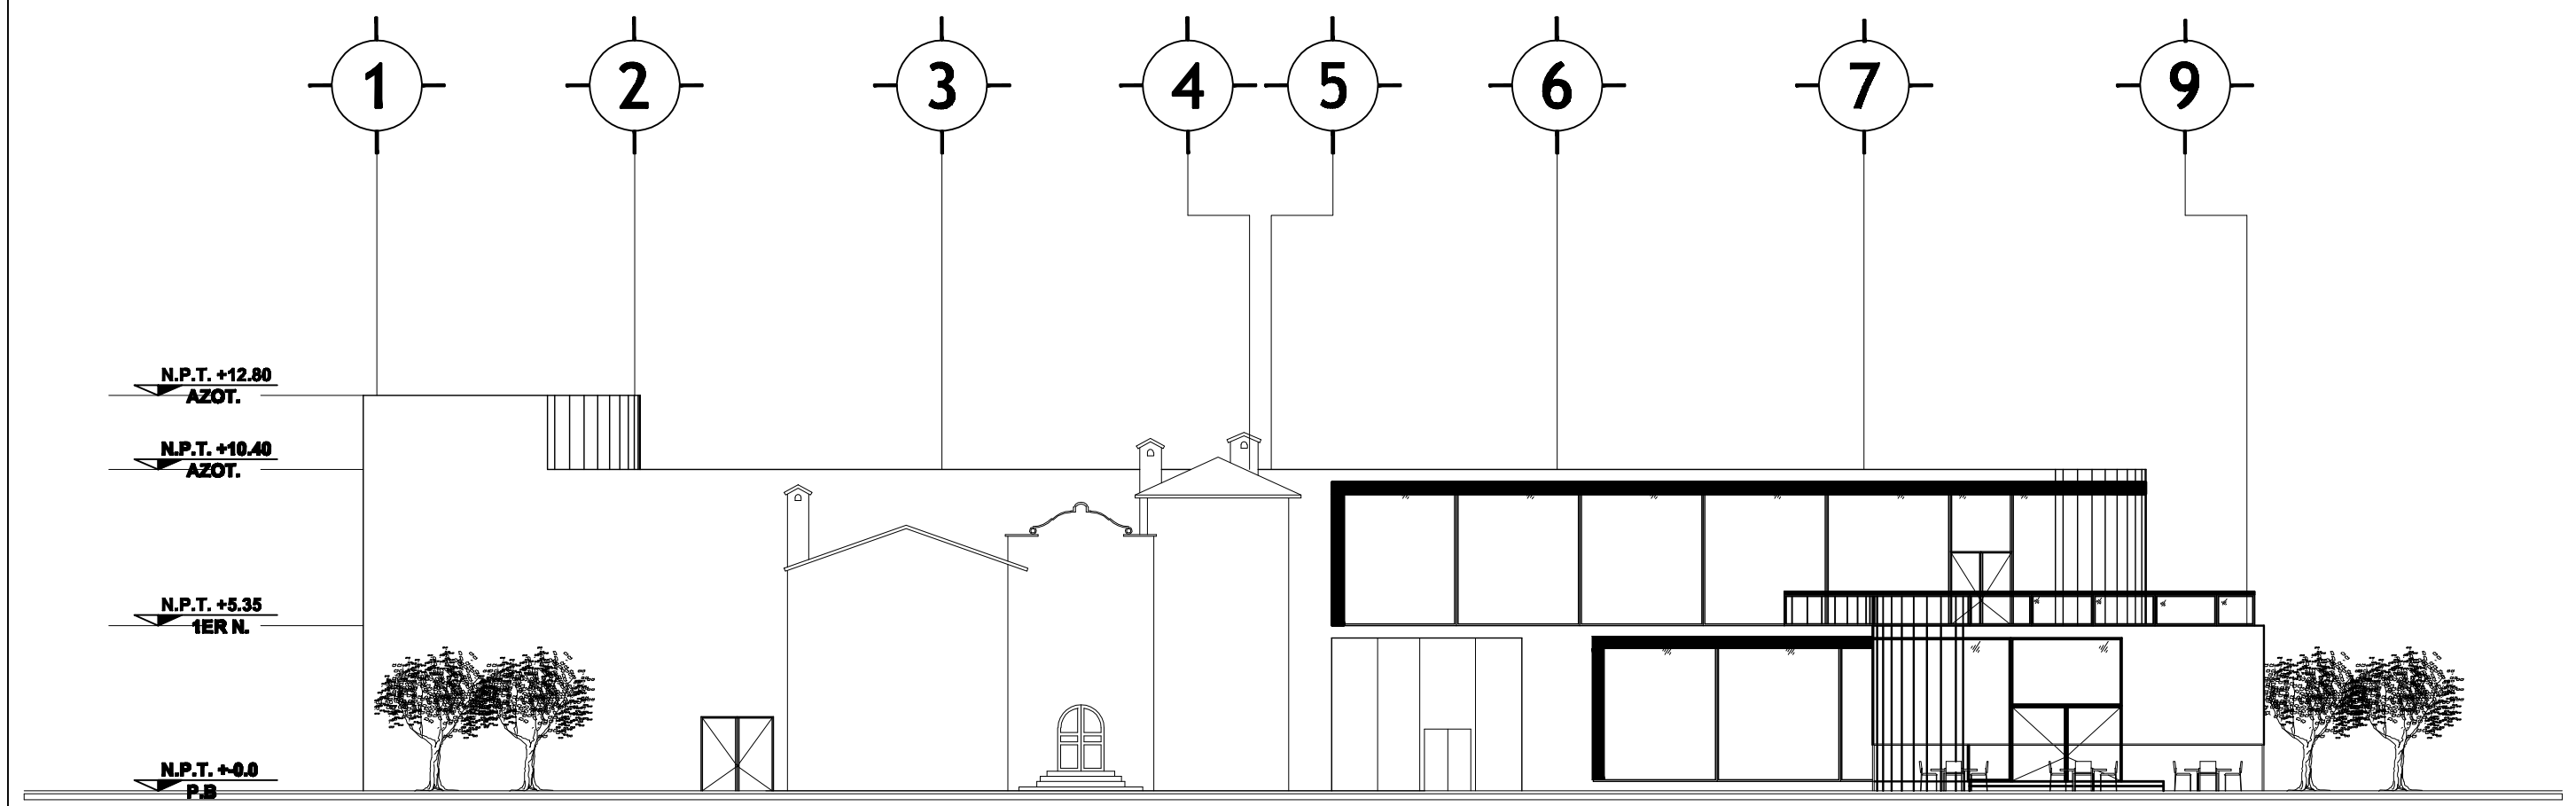 1 2 3 4 5 6 7 9
N.P.T. +12.80
AZOT.
N.P.T. +10.40
AZOT.
N.P.T. +5.35
1ER N.
N.P.T. +-0.0
P.B